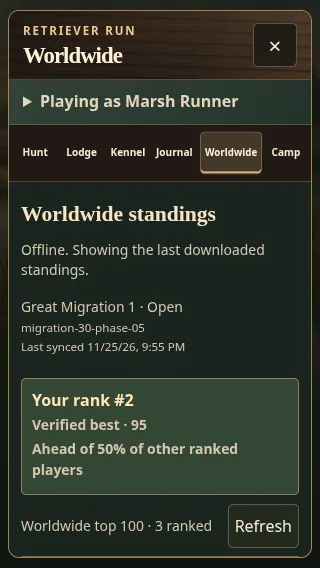 RETRIEVER RUN
Worldwide
✕
▶ Playing as Marsh Runner
Hunt Lodge Kennel Journal Worldwide Camp
Worldwide standings
Offline. Showing the last downloaded
standings.
Great Migration 1 · Open
migration-30-phase-05
Last synced 11/25/26, 9:55 PM
Your rank #2
Verified best · 95
Ahead of 50% of other ranked
players
Worldwide top 100 · 3 ranked
Refresh